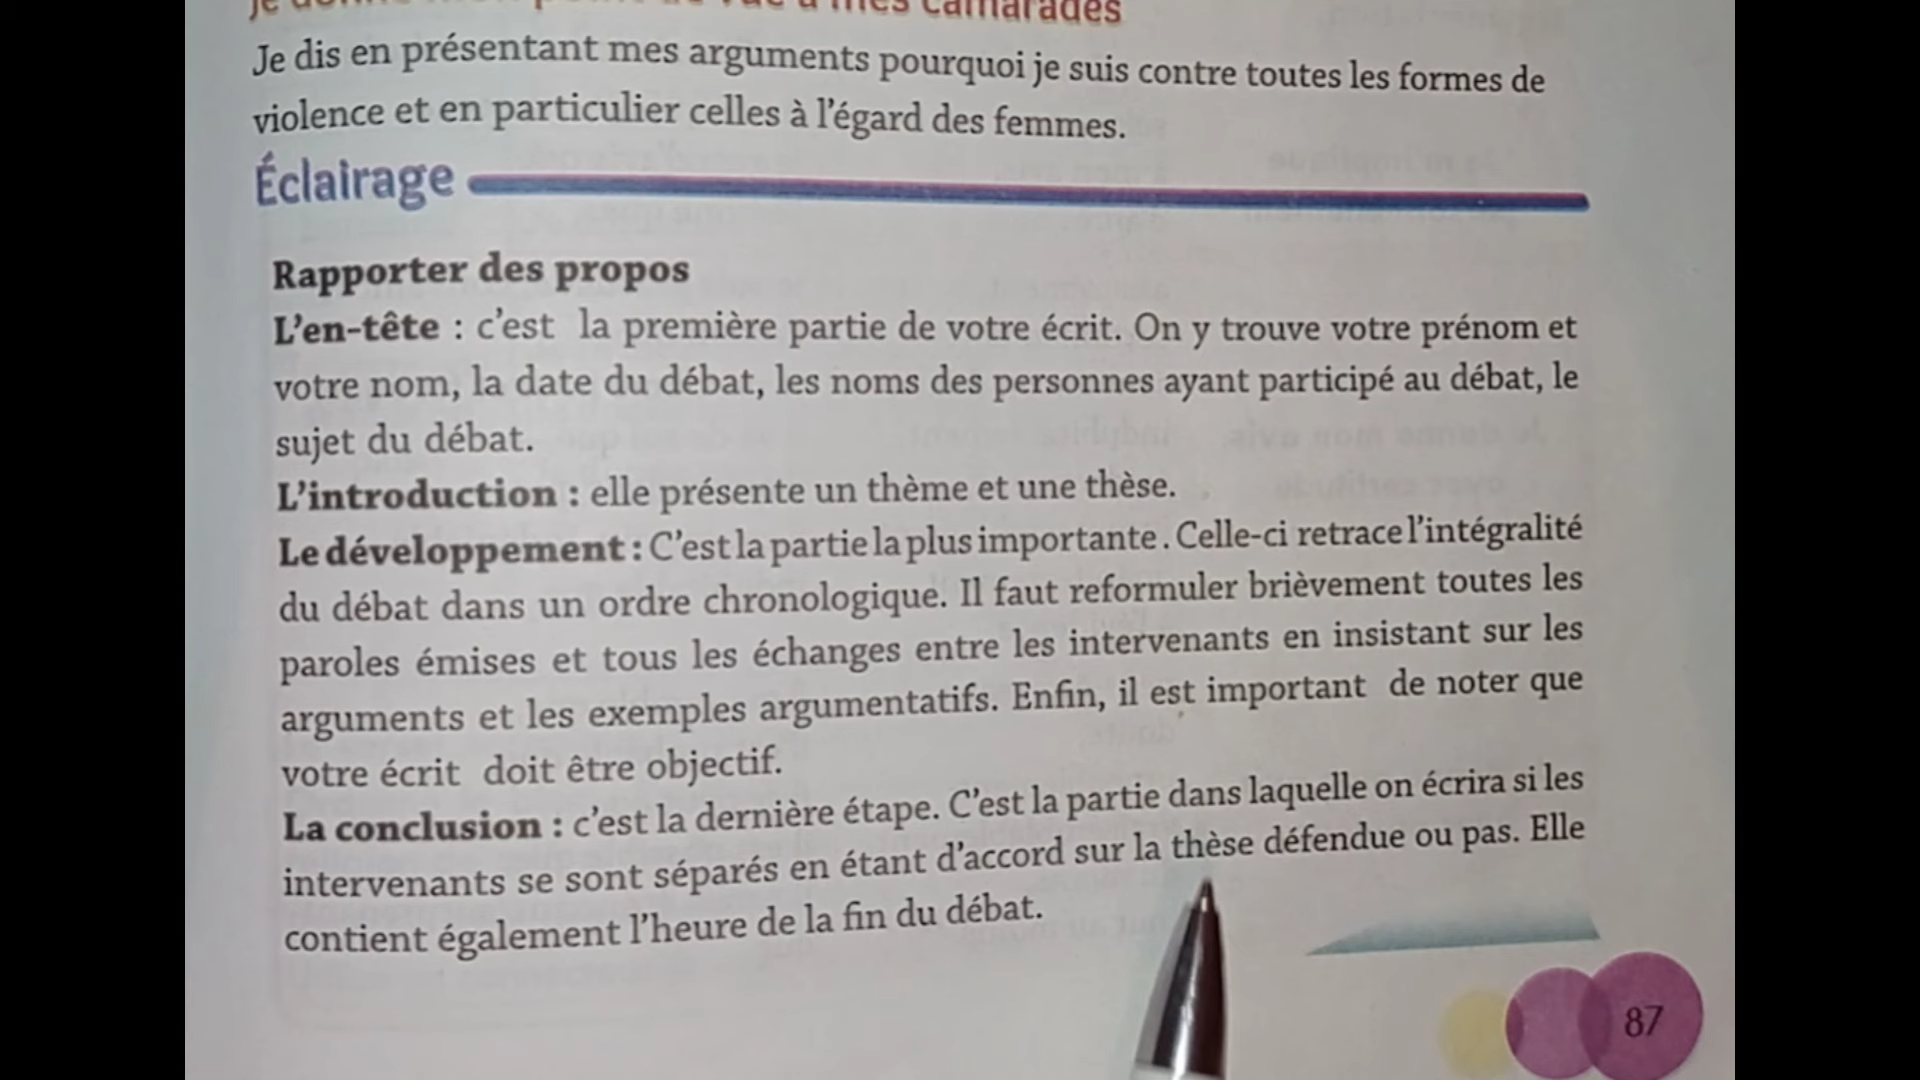 Je donne mon point de vue à mes camarades
Je dis en présentant mes arguments pourquoi je suis contre toutes les formes de
violence et en particulier celles à l'égard des femmes.
Éclairage
Rapporter des propos
L'en-tête : c'est la première partie de votre écrit. On y trouve votre prénom et
votre nom, la date du débat, les noms des personnes ayant participé au débat, le
sujet du débat.
L'introduction : elle présente un thème et une thèse.
Le développement : C'est la partie la plus importante. Celle-ci retrace l'intégralité
du débat dans un ordre chronologique. Il faut reformuler brièvement toutes les
paroles émises et tous les échanges entre les intervenants en insistant sur les
arguments et les exemples argumentatifs. Enfin, il est important de noter que
votre écrit doit être objectif.
La conclusion : c'est la dernière étape. C'est la partie dans laquelle on écrira si les
intervenants se sont séparés en étant d'accord sur la thèse défendue ou pas. Elle
contient également l'heure de la fin du débat.
87